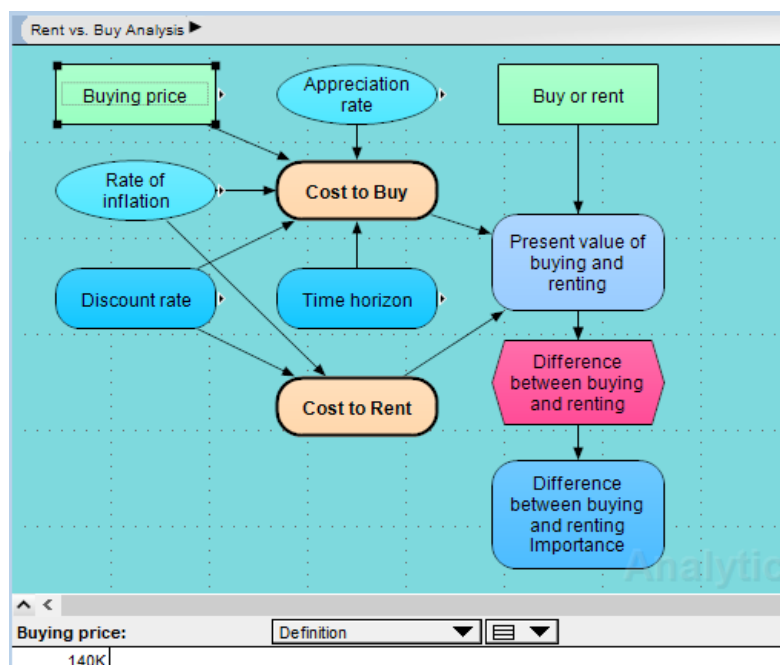 Rent vs. Buy Analysis
Buying price
Appreciation
rate
Buy or rent
Rate of
inflation
Cost to Buy
Present value of
buying and
renting
Discount rate
Time horizon
Difference
between buying
and renting
Cost to Rent
Difference
between buying
and renting
Importance
Analytic
Buying price:
Definition
140K